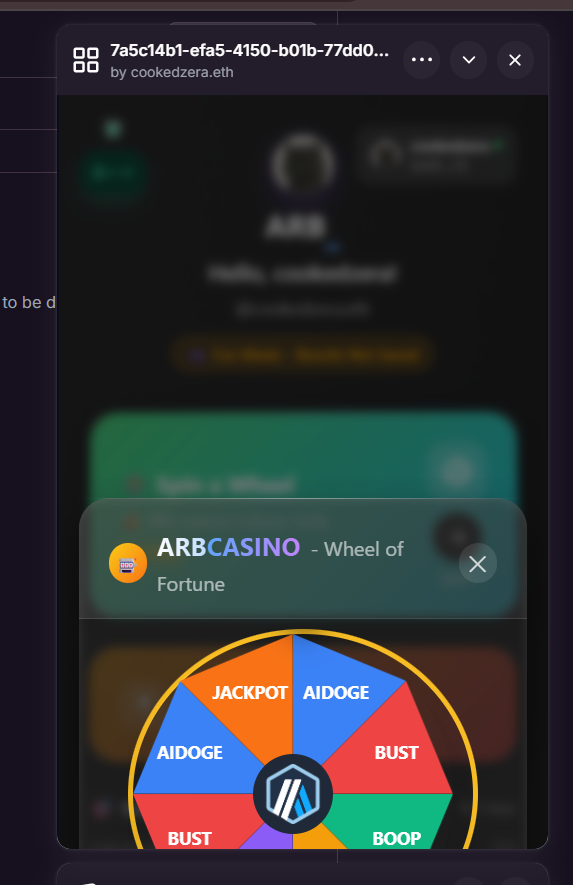 7a5c14b1-efa5-4150-b01b-77dd0...
by cookedzera.eth
ARB
Hello, cookedzera!
to be d
Spin a Wheel
ARBCASINO - Wheel of
Fortune
JACKPOT AIDOGE
AIDOGE BUST
BUST BOOP